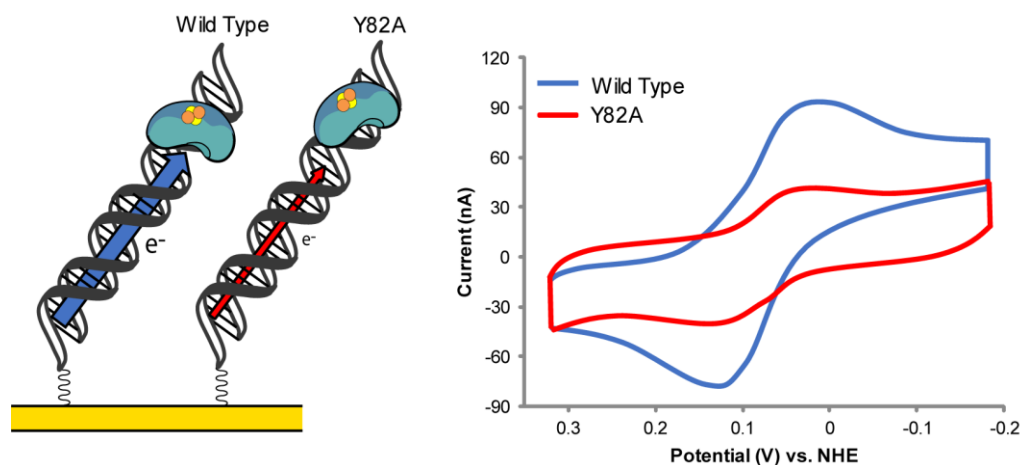 Wild Type
Y82A
e-
e-
Wild Type
Y82A
Current (nA)
120
90
60
30
0
-30
-60
-90
0.3 0.2 0.1 0 -0.1 -0.2
Potential (V) vs. NHE